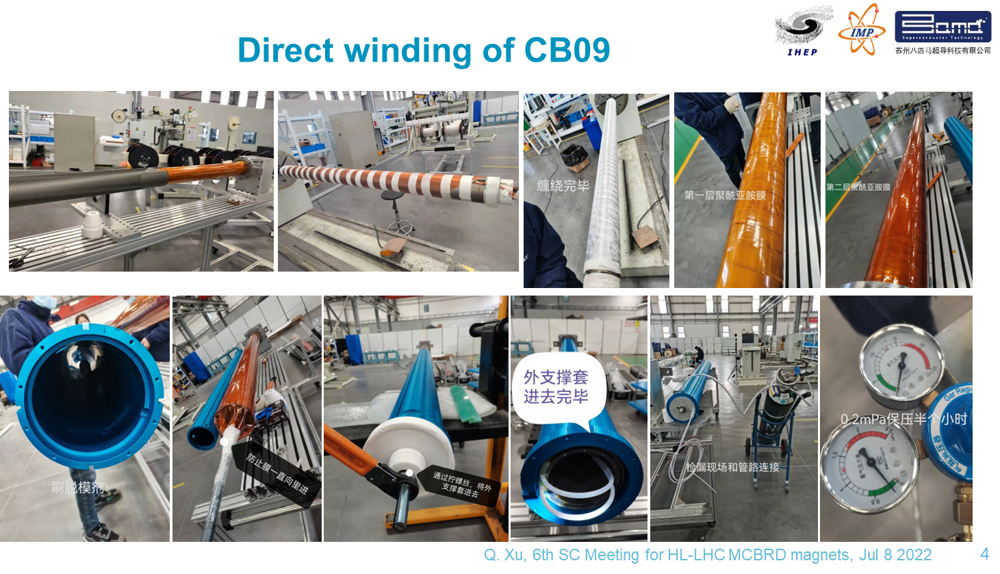 Direct winding of CB09
IHEP
IMP
Samd
Superconductor Technology
苏州八匹马超导科技有限公司
缠绕完毕
第一层聚酰亚胺膜
第二层聚酰亚胺膜
刷脱模剂
防止膜一直向里进
通过拧螺丝，将外
支撑套进去
外支撑套
进去完毕
检漏现场和管路连接
Gar Regu
0.2mPa保压半个小时
Q. Xu, 6th SC Meeting for HL-LHC MCBRD magnets, Jul 8 2022
4